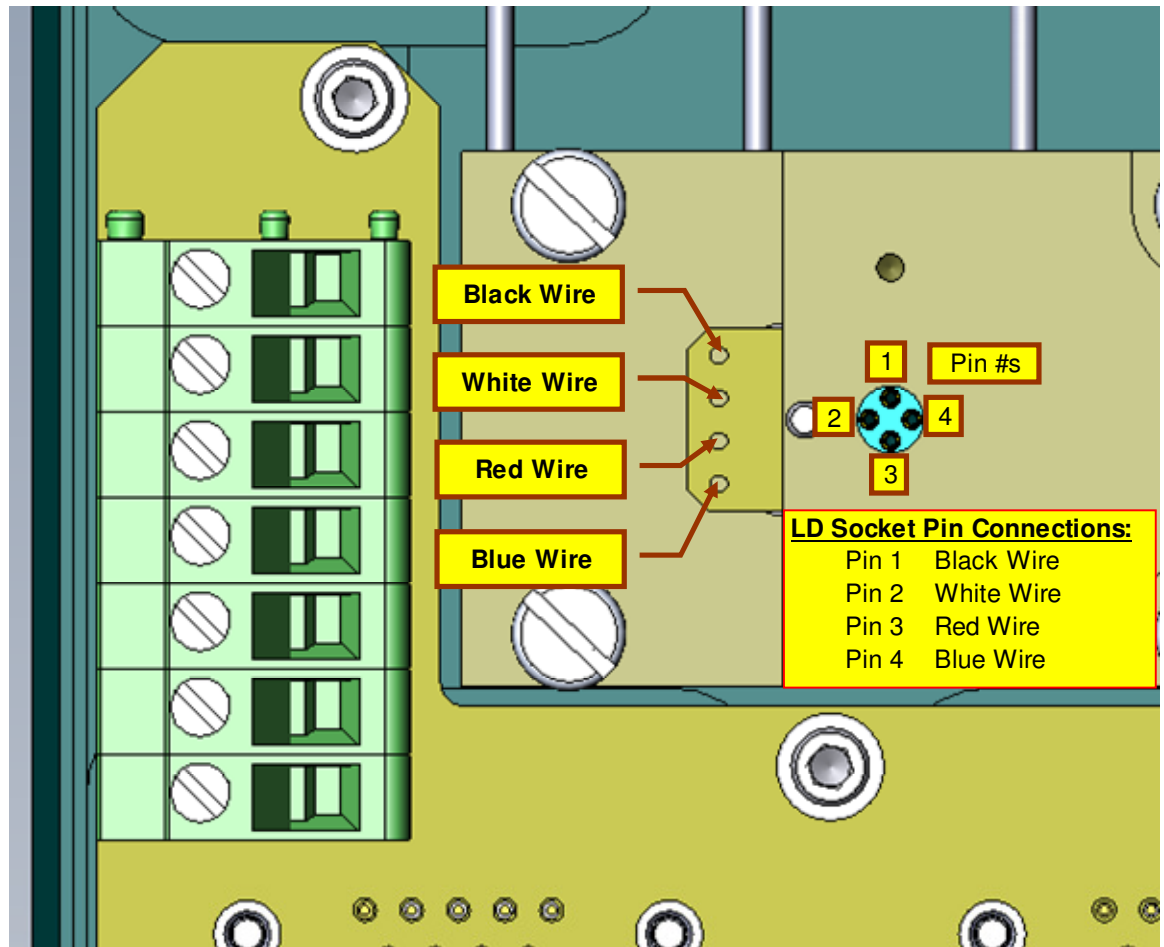 Black Wire
White Wire
Red Wire
Blue Wire
1
Pin #s
2
4
3
LD Socket Pin Connections:
Pin 1 Black Wire
Pin 2 White Wire
Pin 3 Red Wire
Pin 4 Blue Wire